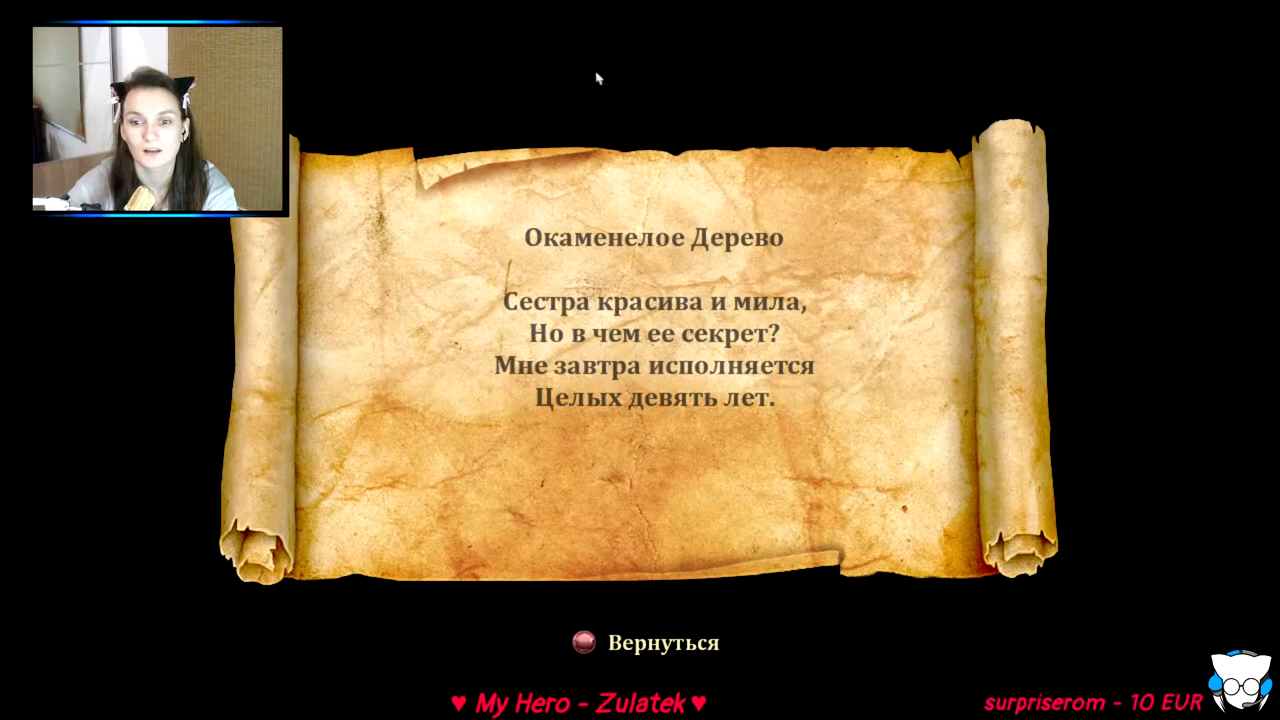 Окаменелое Дерево
Сестра красива и мила,
Но в чем ее секрет?
Мне завтра исполняется
Целых девять лет.
Вернуться
♥ My Hero - Zulatek ♥
surpriserom - 10 EUR